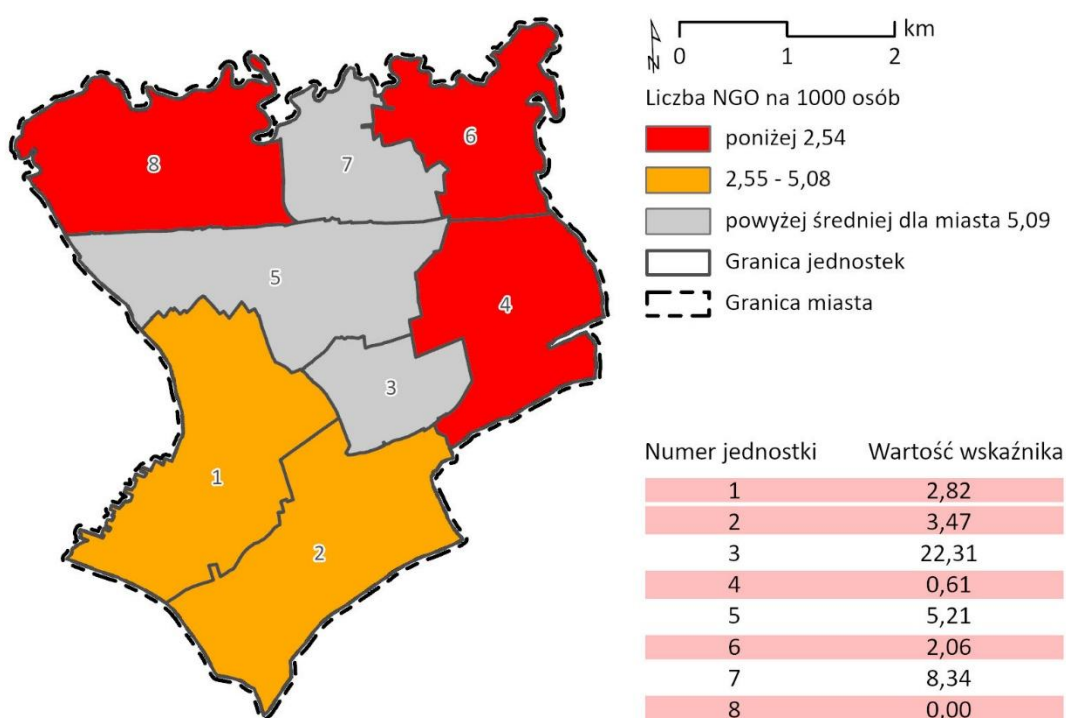 N
km
0 1 2
Liczba NGO na 1000 osób
poniżej 2,54
2,55 - 5,08
powyżej średniej dla miasta 5,09
Granica jednostek
Granica miasta
8
7
6
5
4
3
1
2
Numer jednostki Wartość wskaźnika
1 2,82
2 3,47
3 22,31
4 0,61
5 5,21
6 2,06
7 8,34
8 0,00